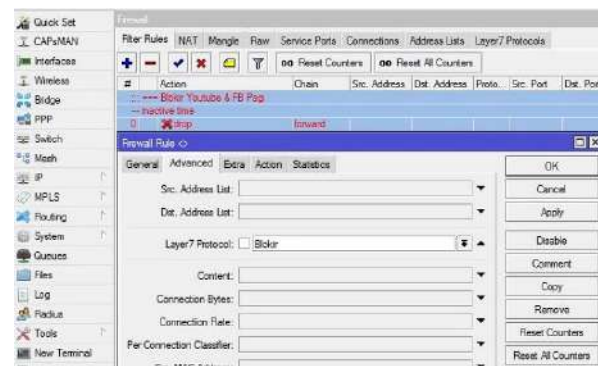 Quick Set
CAPsMAN
Interfaces
Wireless
Bridge
PPP
Switch
Mesh
IP
MPLS
Routing
System
Queues
Files
Log
Radius
Tools
New Terminal
Firewall
Filter Rules NAT Mangle Raw Service Ports Connections Address Lists Layer7 Protocols
00 Reset Counters 00 Reset All Counters
# Action Chain Src. Address Dst. Address Proto... Src. Port Dst. Por
::: ---- Blokir Youtube & FB Pagi
--- inactive time
0 drop forward
Firewall Rule <>
General Advanced Extra Action Statistics
Src. Address List:
Dst. Address List:
Layer7 Protocol: Blokir
Content:
Connection Bytes:
Connection Rate:
Per Connection Classifier:
OK
Cancel
Apply
Disable
Comment
Copy
Remove
Reset Counters
Reset All Counters